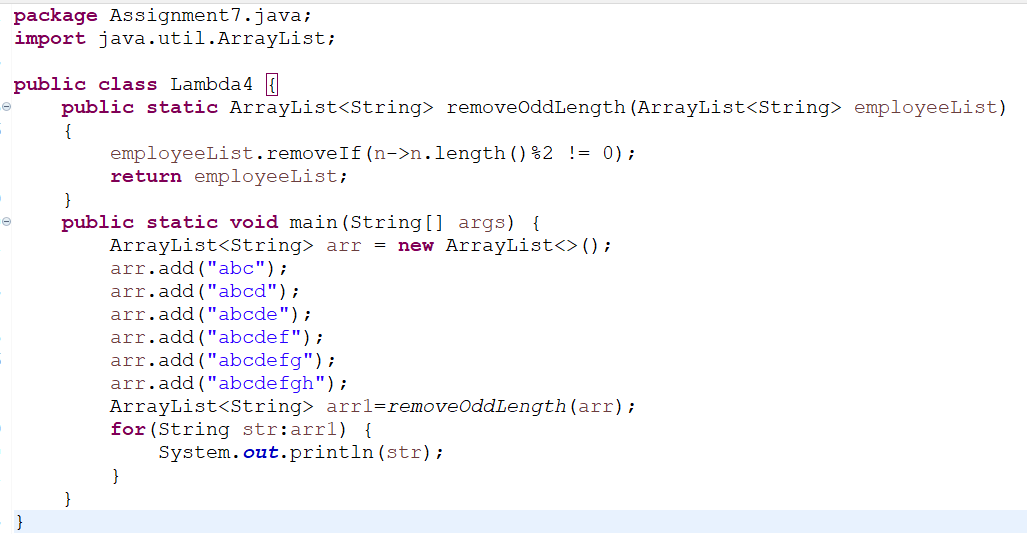 package Assignment7.java;
import java.util.ArrayList;
public class Lambda4 {
public static ArrayList<String> removeOddLength(ArrayList<String> employeeList)
{
employeeList.removeIf(n->n.length()%2 != 0);
return employeeList;
}
public static void main(String[] args) {
ArrayList<String> arr = new ArrayList<>();
arr.add("abc");
arr.add("abcd");
arr.add("abcde");
arr.add("abcdef");
arr.add("abcdefg");
arr.add("abcdefgh");
ArrayList<String> arr1=removeOddLength(arr);
for(String str:arr1) {
System.out.println(str);
}
}
}